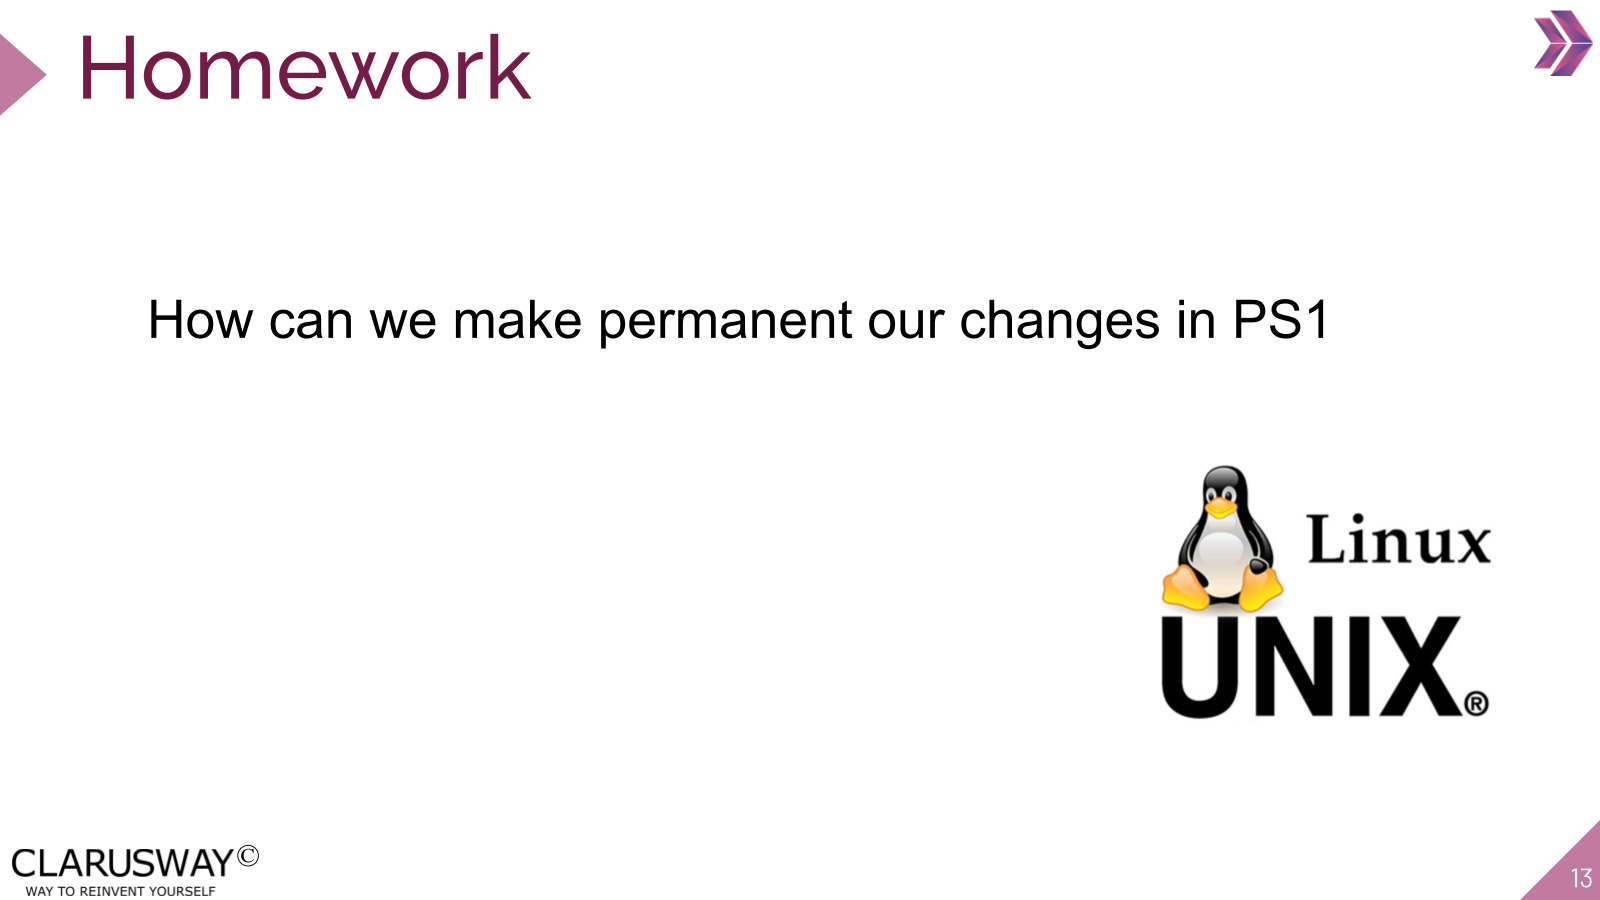 Homework
How can we make permanent our changes in PS1
Linux
UNIX®
CLARUSWAY©
WAY TO REINVENT YOURSELF
13